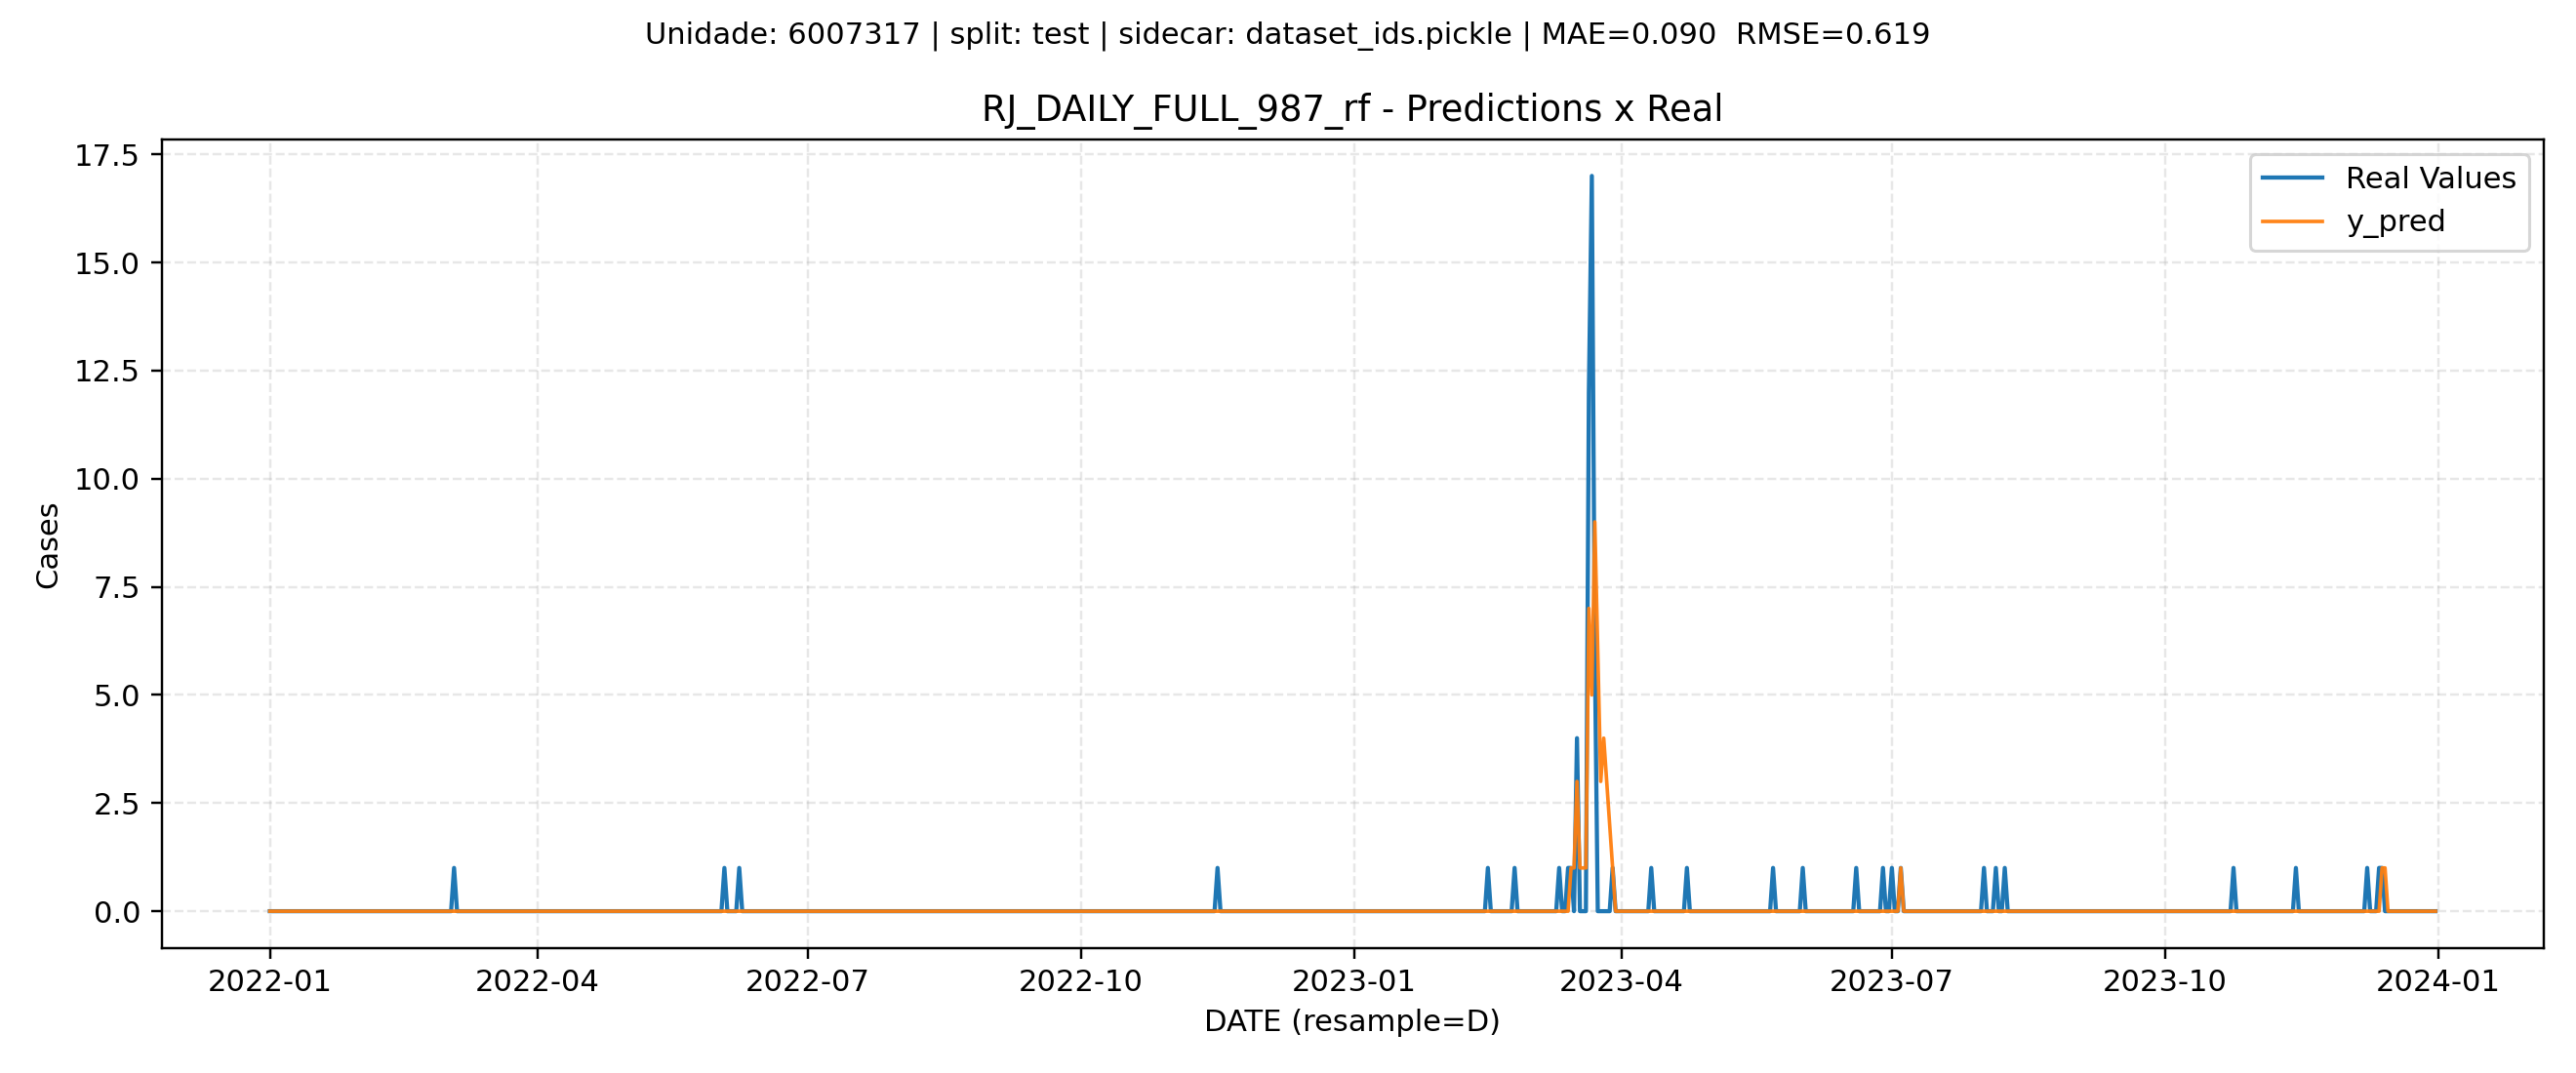 Unidade: 6007317 | split: test | sidecar: dataset_ids.pickle | MAE=0.090  RMSE=0.619
RJ_DAILY_FULL_987_rf - Predictions x Real
Real Values
y_pred
17.5
15.0
12.5
10.0
7.5
5.0
2.5
0.0
Cases
2022-01
2022-04
2022-07
2022-10
2023-01
2023-04
2023-07
2023-10
2024-01
DATE (resample=D)